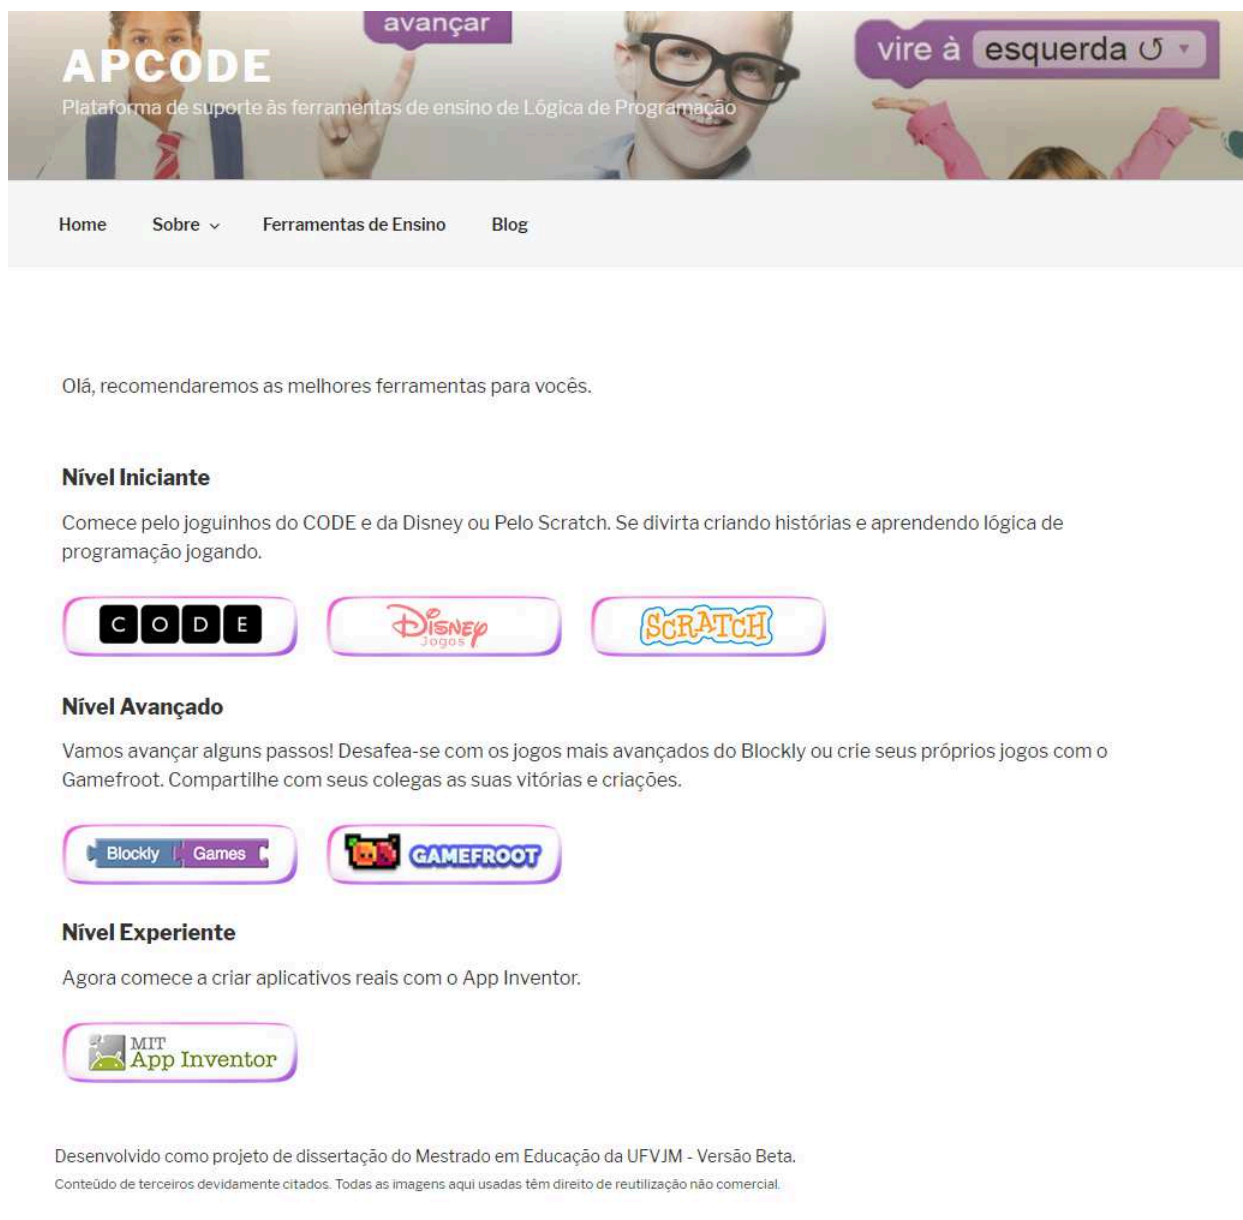 avançar
vire à esquerda
APCODE
Plataforma de suporte às ferramentas de ensino de Lógica de Programação
Home Sobre Ferramentas de Ensino Blog
Olá, recomendaremos as melhores ferramentas para vocês.
Nível Iniciante
Comece pelo joguinhos do CODE e da Disney ou Pelo Scratch. Se divirta criando histórias e aprendendo lógica de
programação jogando.
CODE Disney Jogos SCRATCH
Nível Avançado
Vamos avançar alguns passos! Desafea-se com os jogos mais avançados do Blockly ou crie seus próprios jogos com o
Gamefroot. Compartilhe com seus colegas as suas vitórias e criações.
Blockly Games GAMEFROOT
Nível Experiente
Agora comece a criar aplicativos reais com o App Inventor.
MIT
App Inventor
Desenvolvido como projeto de dissertação do Mestrado em Educação da UFVJM - Versão Beta.
Conteúdo de terceiros devidamente citados. Todas as imagens aqui usadas têm direito de reutilização não comercial.